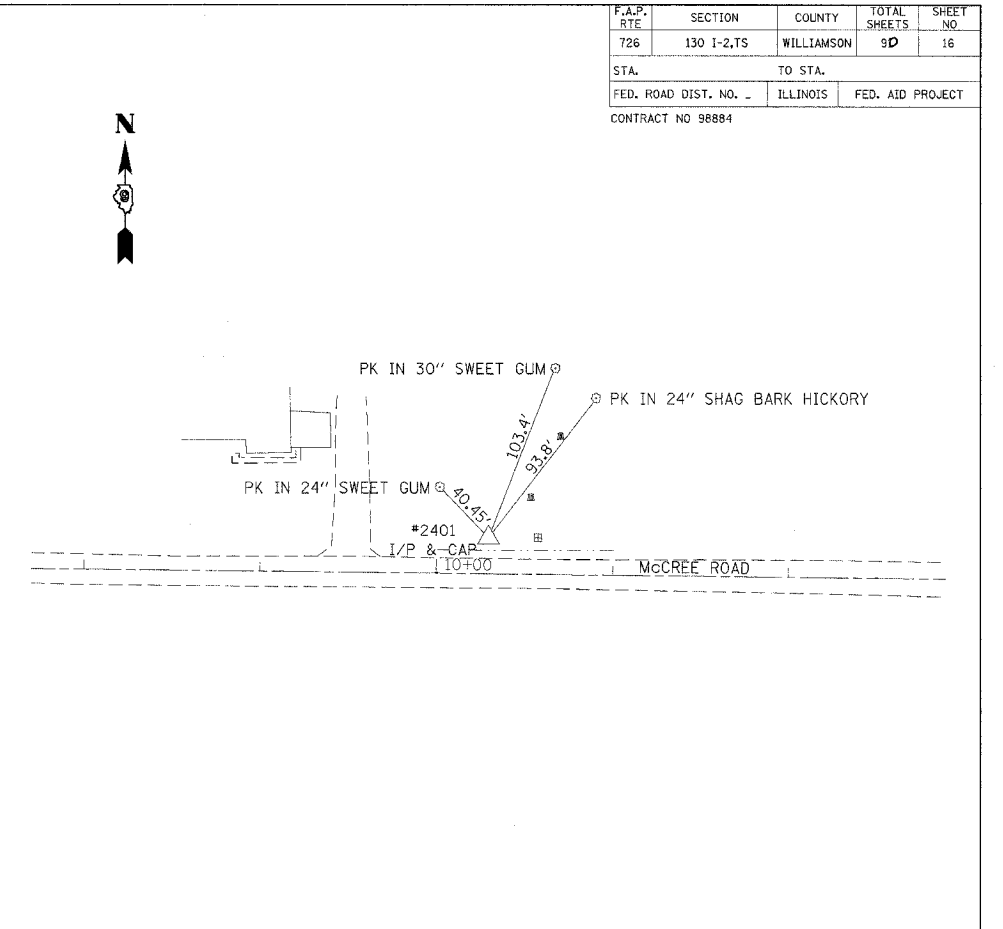 F.A.P. RTE SECTION COUNTY TOTAL SHEETS SHEET NO
726 130 I-2,TS WILLIAMSON 90 16
STA. TO STA.
FED. ROAD DIST. NO. _ ILLINOIS FED. AID PROJECT
CONTRACT NO 98884
N
PK IN 30" SWEET GUM
PK IN 24" SHAG BARK HICKORY
103.4'
93.8'
PK IN 24" SWEET GUM
40.45'
#2401
I/P & CAP
10+00
McCREE ROAD